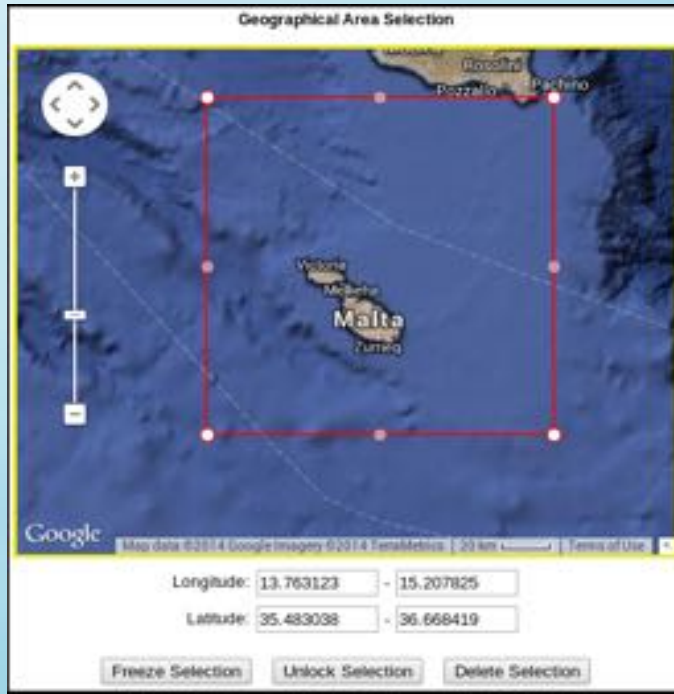 Geographical Area Selection
Rosolini
Pozzallo
Pachino
Victoria
Mellieha
Malta
Zurrieq
Google
Map data ©2014 Google Imagery ©2014 TerraMetrics
20 km
Terms of Use
Longitude: 13.763123 - 15.207825
Latitude: 35.483038 - 36.668419
Freeze Selection
Unlock Selection
Delete Selection